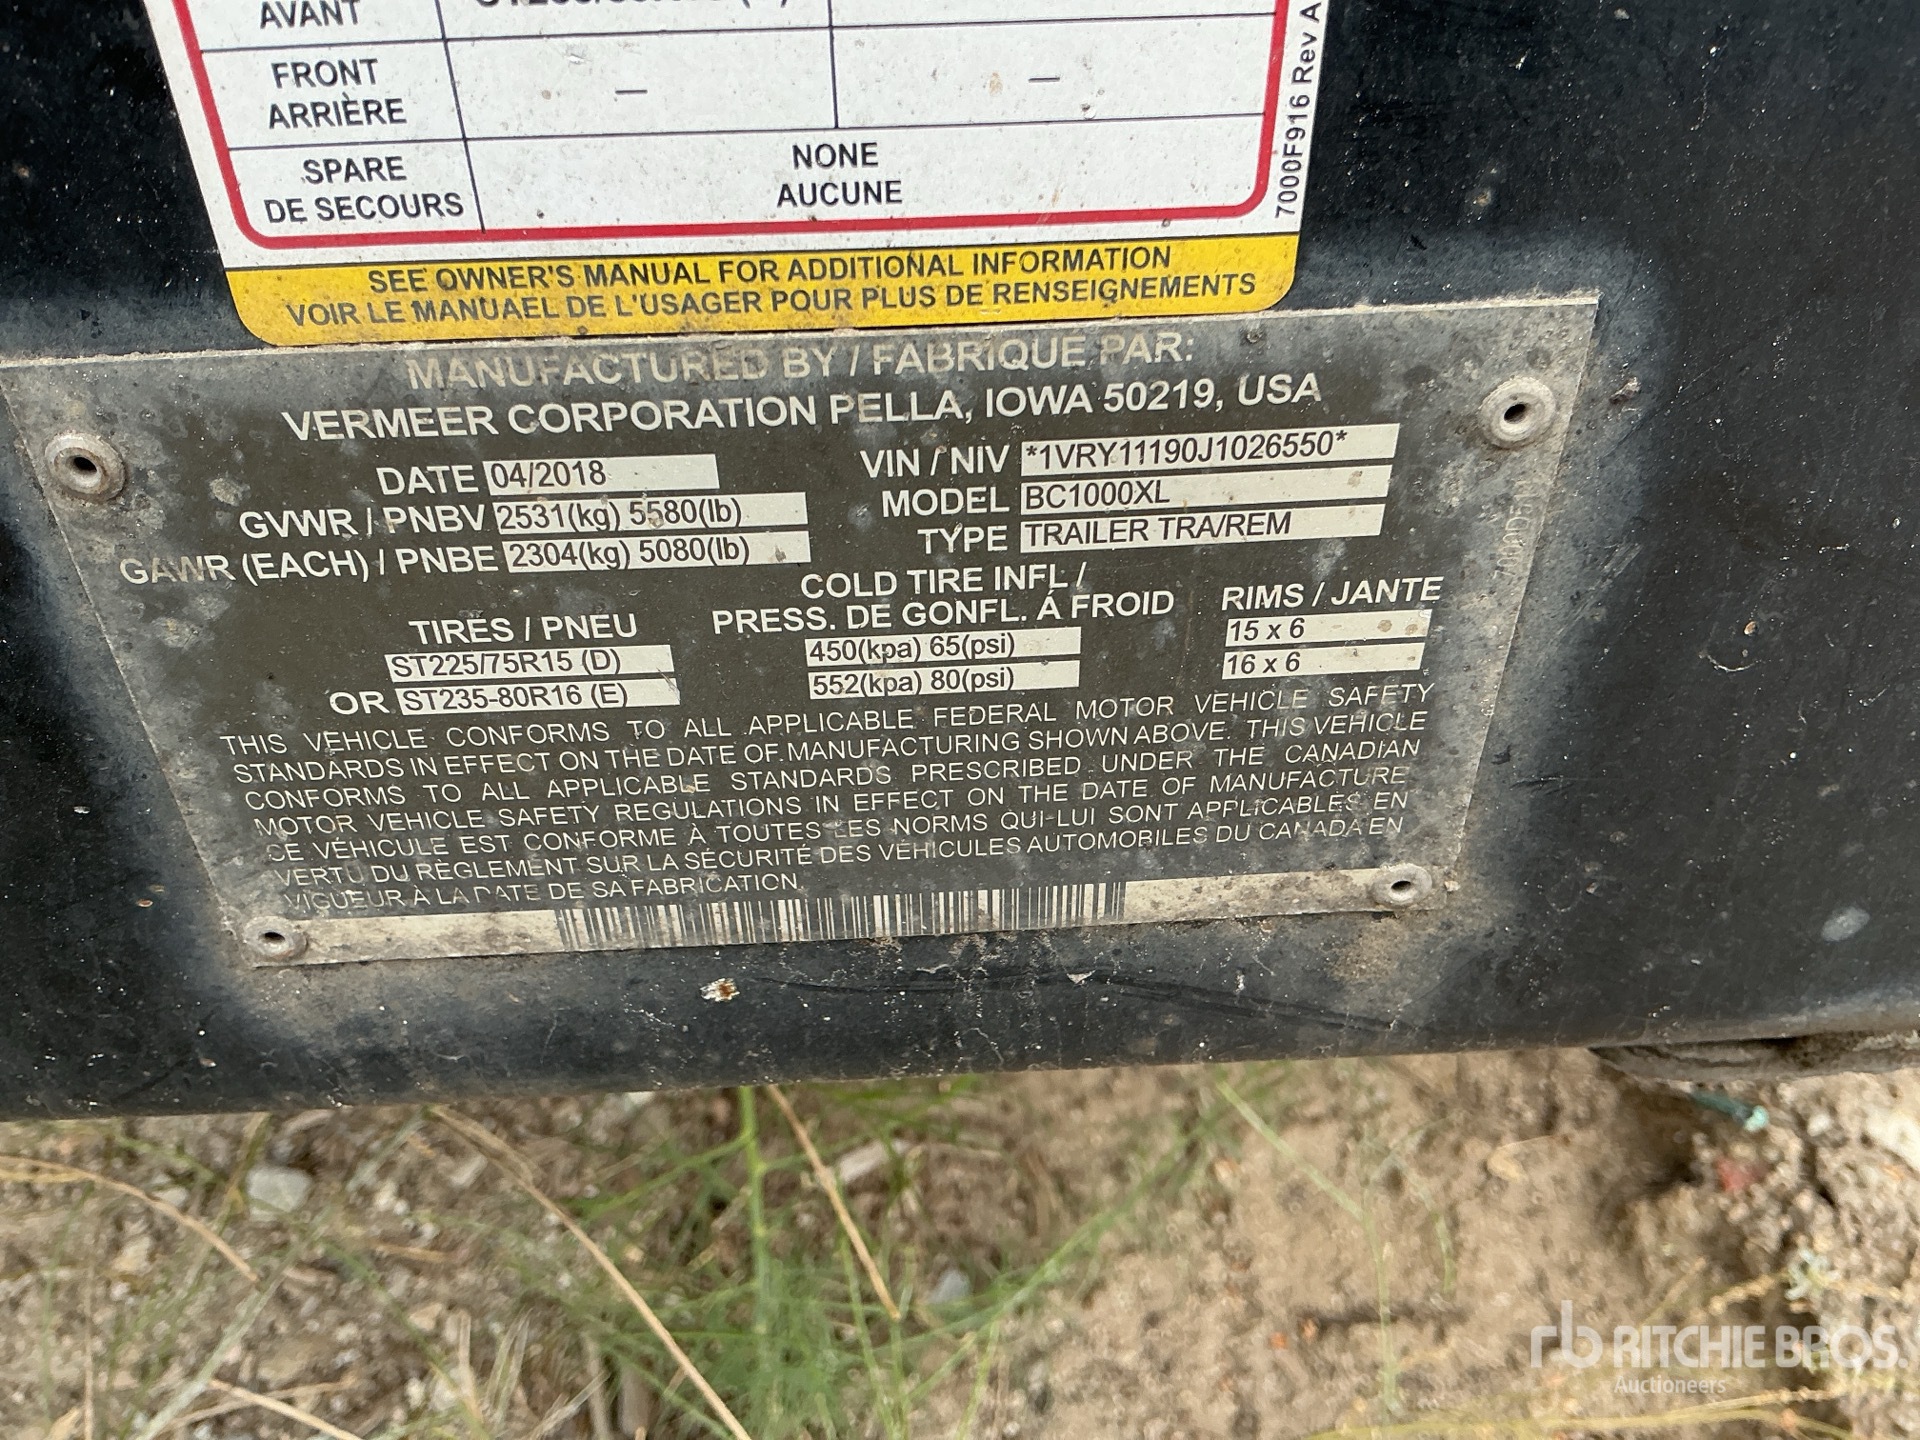 AVANT
FRONT
ARRIÈRE
— —
SPARE
DE SECOURS
NONE
AUCUNE
7000F916 Rev A
SEE OWNER'S MANUAL FOR ADDITIONAL INFORMATION
VOIR LE MANUAEL DE L'USAGER POUR PLUS DE RENSEIGNEMENTS
MANUFACTURED BY / FABRIQUE PAR:
VERMEER CORPORATION PELLA, IOWA 50219, USA
DATE 04/2018
GVWR / PNBV 2531(kg) 5580(lb)
GAWR (EACH) / PNBE 2304(kg) 5080(lb)
VIN / NIV *1VRY11190J1026550*
MODEL BC1000XL
TYPE TRAILER TRA/REM
TIRES / PNEU
ST225/75R15 (D)
OR ST235-80R16 (E)
COLD TIRE INFL /
PRESS. DE GONFL. Á FROID
450(kpa) 65(psi)
552(kpa) 80(psi)
RIMS / JANTE
15 x 6
16 x 6
THIS VEHICLE CONFORMS TO ALL APPLICABLE FEDERAL MOTOR VEHICLE SAFETY
STANDARDS IN EFFECT ON THE DATE OF MANUFACTURING SHOWN ABOVE. THIS VEHICLE
CONFORMS TO ALL APPLICABLE STANDARDS PRESCRIBED UNDER THE CANADIAN
MOTOR VEHICLE SAFETY REGULATIONS IN EFFECT ON THE DATE OF MANUFACTURE
CE VÉHICULE EST CONFORME À TOUTES LES NORMS QUI-LUI SONT APPLICABLES EN
VERTU DU RÈGLEMENT SUR LA SÉCURITÉ DES VÉHICULES AUTOMOBILES DU CANADA EN
VIGUEUR À LA DATE DE SA FABRICATION.
rb RITCHIE BROS.
Auctioneers